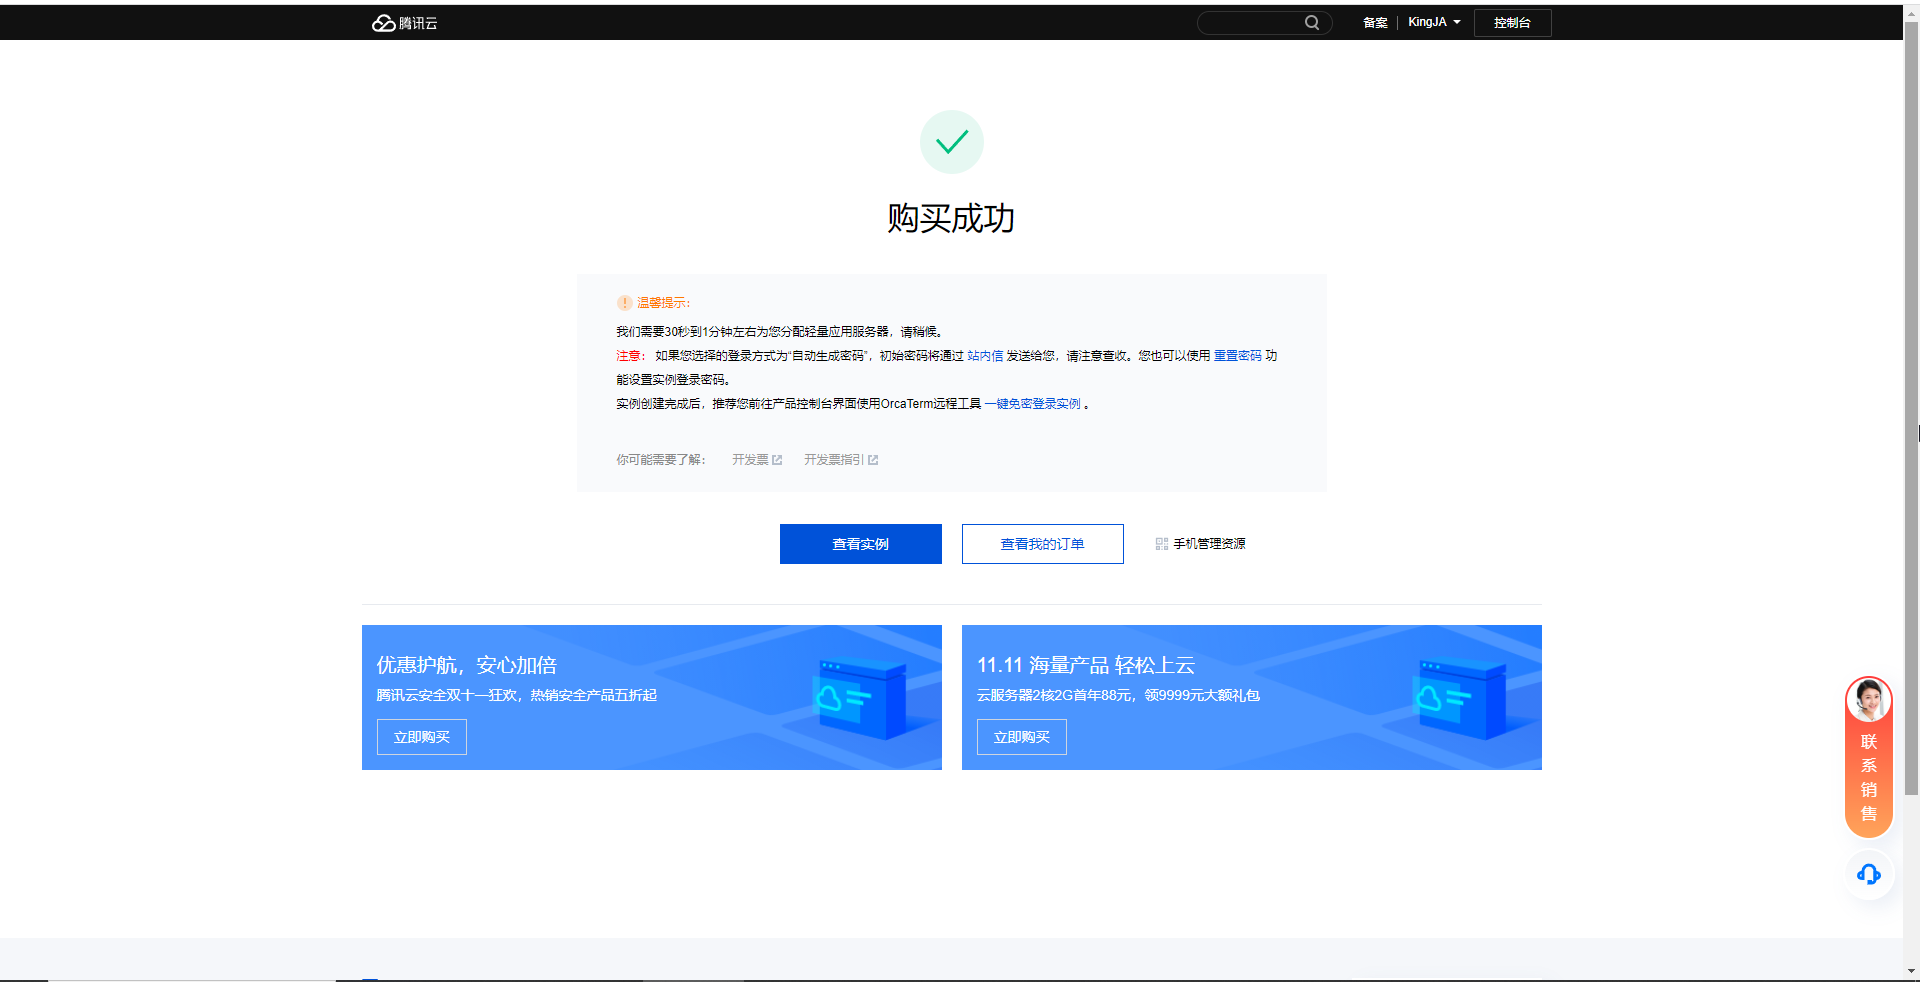 腾讯云
备案
KingJA
控制台
购买成功
温馨提示：
我们需要30秒到1分钟左右为您分配轻量应用服务器，请稍候。
注意： 如果您选择的登录方式为“自动生成密码”，初始密码将通过 站内信 发送给您，请注意查收。您也可以使用 重置密码 功
能设置实例登录密码。
实例创建完成后，推荐您前往产品控制台界面使用OrcaTerm远程工具 一键免密登录实例 。
你可能需要了解： 开发票 开发票指引
查看实例
查看我的订单
手机管理资源
优惠护航，安心加倍
腾讯云安全双十一狂欢，热销安全产品五折起
立即购买
11.11 海量产品 轻松上云
云服务器2核2G首年88元，领9999元大额礼包
立即购买
联
系
销
售